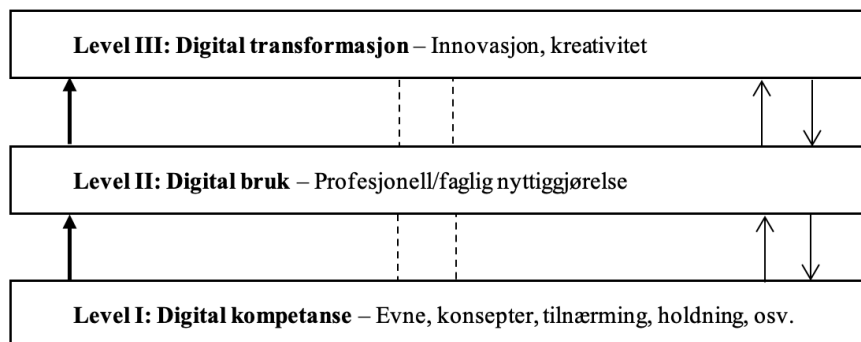 Level III: Digital transformasjon – Innovasjon, kreativitet
Level II: Digital bruk – Profesjonell/faglig nyttiggjørelse
Level I: Digital kompetanse – Evne, konsepter, tilnærming, holdning, osv.